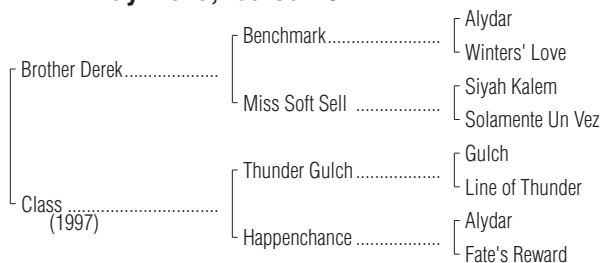 Alydar
Benchmark
Winters' Love
Brother Derek
Siyah Kalem
Miss Soft Sell
Solamente Un Vez
Gulch
Thunder Gulch
Line of Thunder
Class
(1997)
Alydar
Happenchance
Fate's Reward